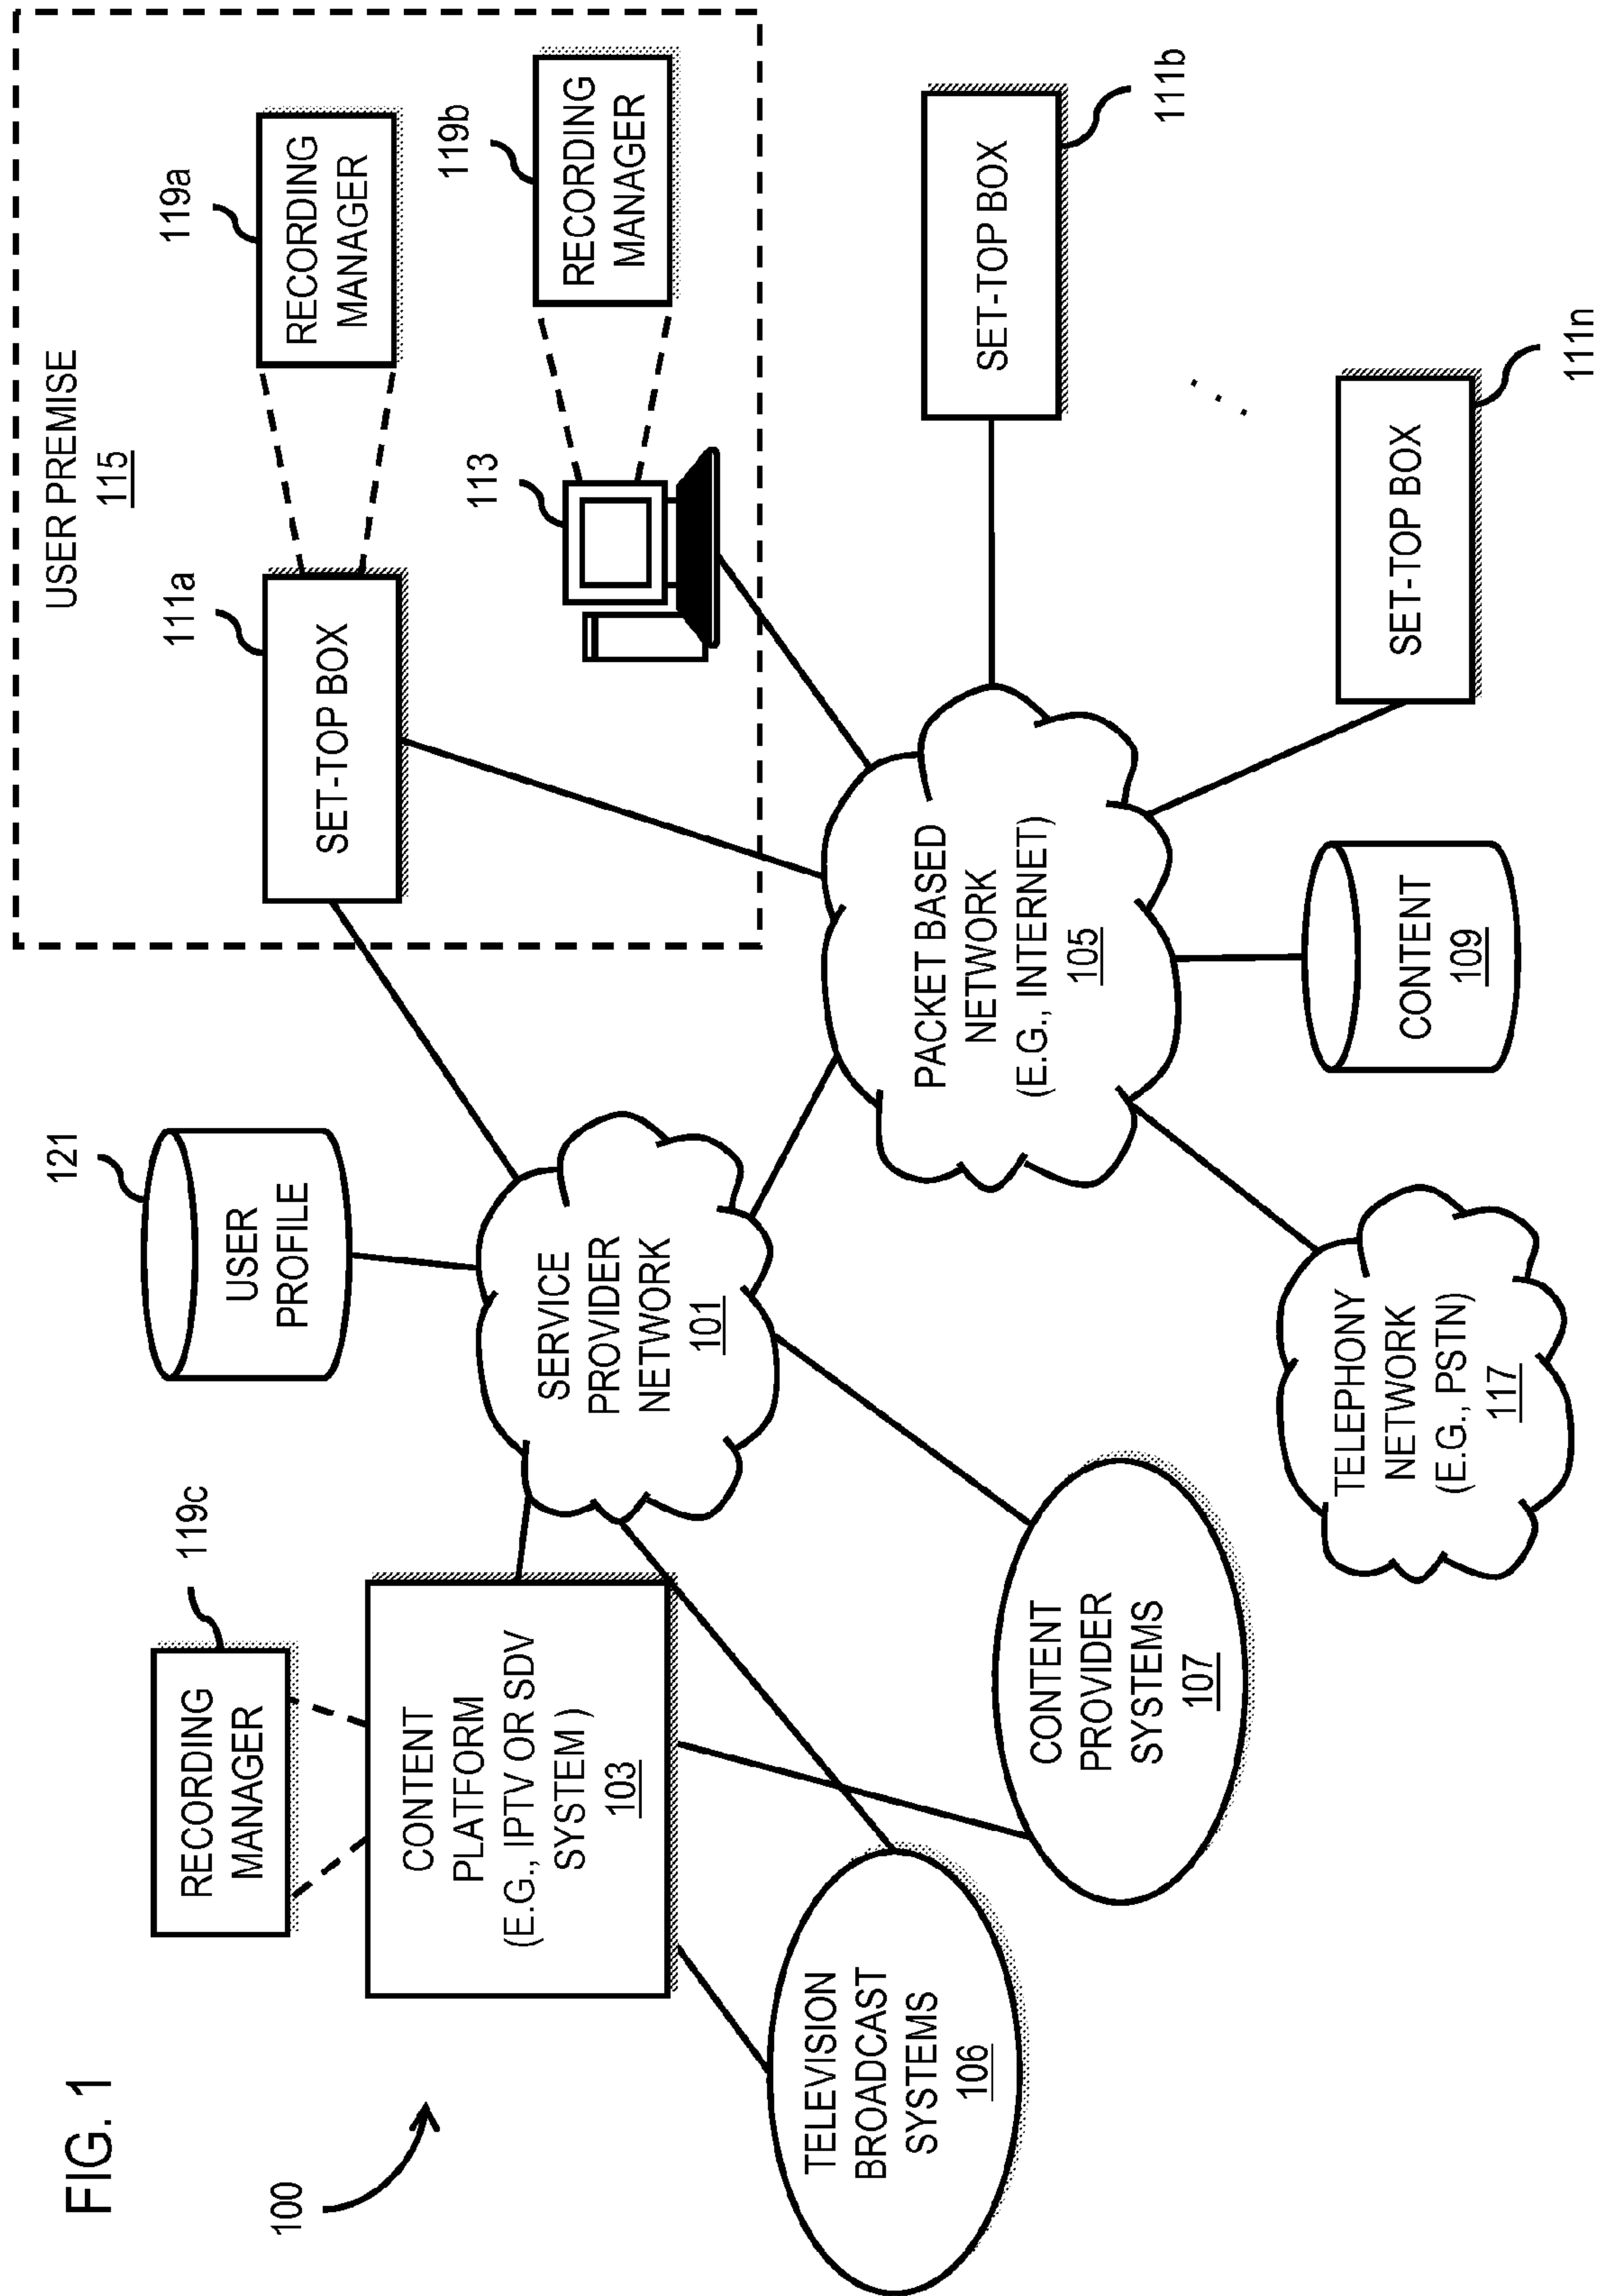 FIG. 1
100
119c
RECORDING
MANAGER
121
USER
PROFILE
111a
SET-TOP BOX
USER PREMISE
115
119a
RECORDING
MANAGER
119b
RECORDING
MANAGER
113
CONTENT
PLATFORM
(E.G., IPTV OR SDV
SYSTEM )
103
SERVICE
PROVIDER
NETWORK
101
TELEVISION
BROADCAST
SYSTEMS
106
CONTENT
PROVIDER
SYSTEMS
107
PACKET BASED
NETWORK
(E.G., INTERNET)
105
SET-TOP BOX
111b
. . .
TELEPHONY
NETWORK
(E.G., PSTN)
117
CONTENT
109
SET-TOP BOX
111n